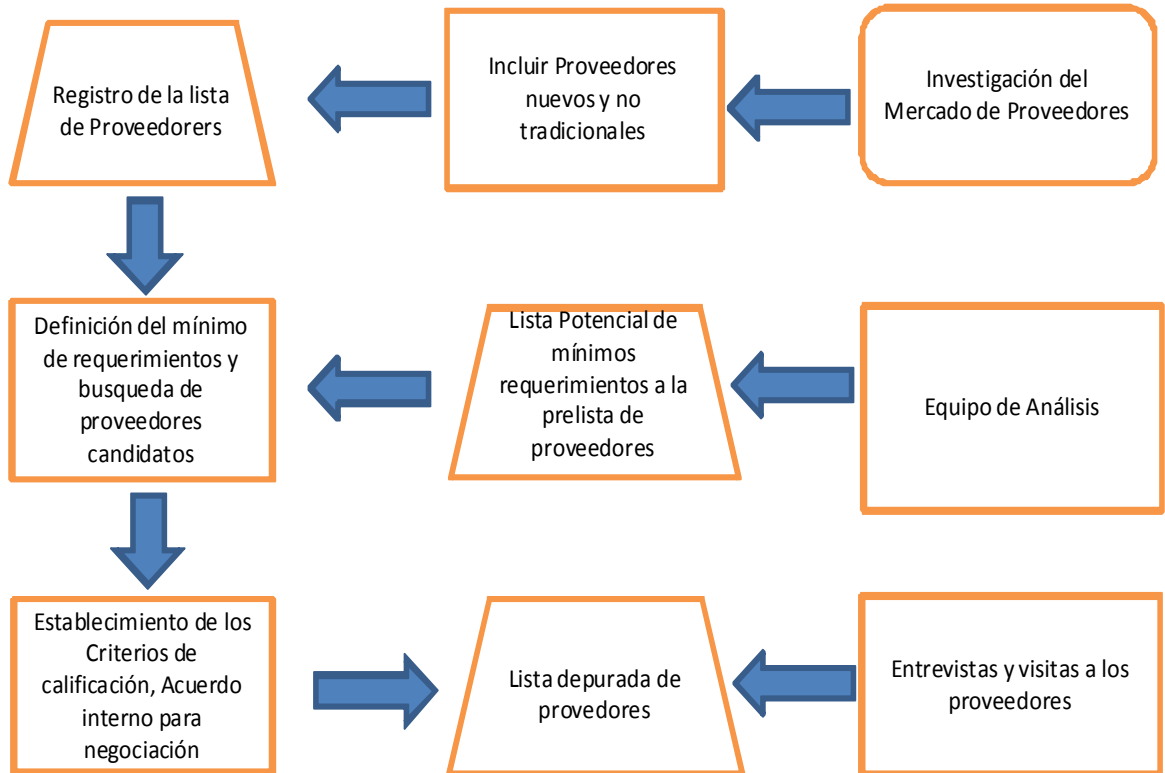 Registro de la lista
de Proveedorers
Incluir Proveedores
nuevos y no
tradicionales
Investigación del
Mercado de Proveedores
Definición del mínimo
de requerimientos y
busqueda de
proveedores
candidatos
Lista Potencial de
mínimos
requerimientos a la
prelista de
proveedores
Equipo de Análisis
Establecimiento de los
Criterios de
calificación, Acuerdo
interno para
negociación
Lista depurada de
provedores
Entrevistas y visitas a los
proveedores